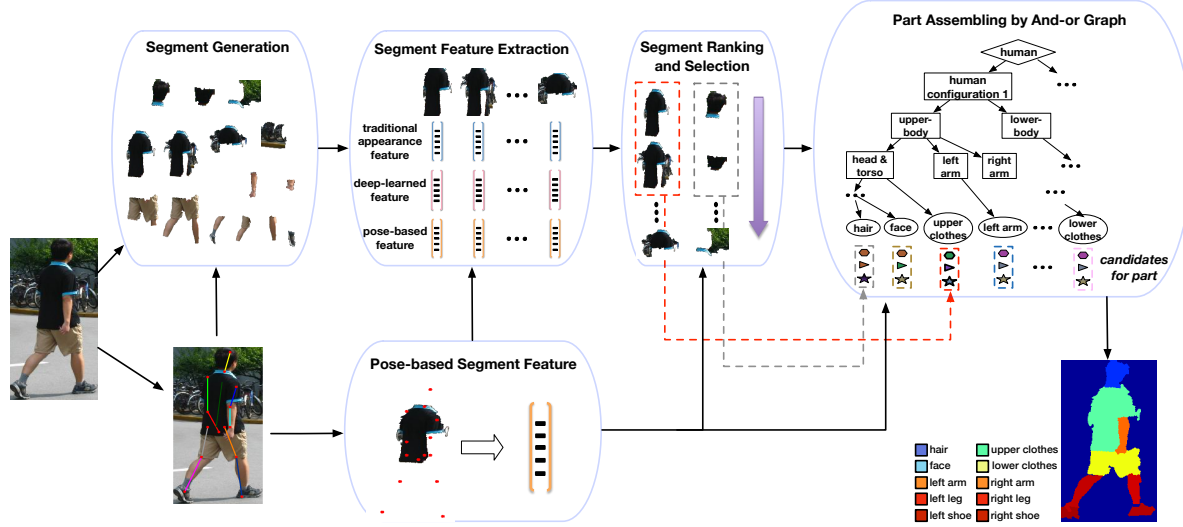 Segment Generation
Segment Feature Extraction
traditional
appearance
feature
deep-learned
feature
pose-based
feature
Segment Ranking
and Selection
Part Assembling by And-or Graph
human
human
configuration 1
upper-
body
lower-
body
head &
torso
left
arm
right
arm
hair
face
upper
clothes
left arm
lower
clothes
candidates
for part
Pose-based Segment Feature
hair
face
left arm
left leg
left shoe
upper clothes
lower clothes
right arm
right leg
right shoe